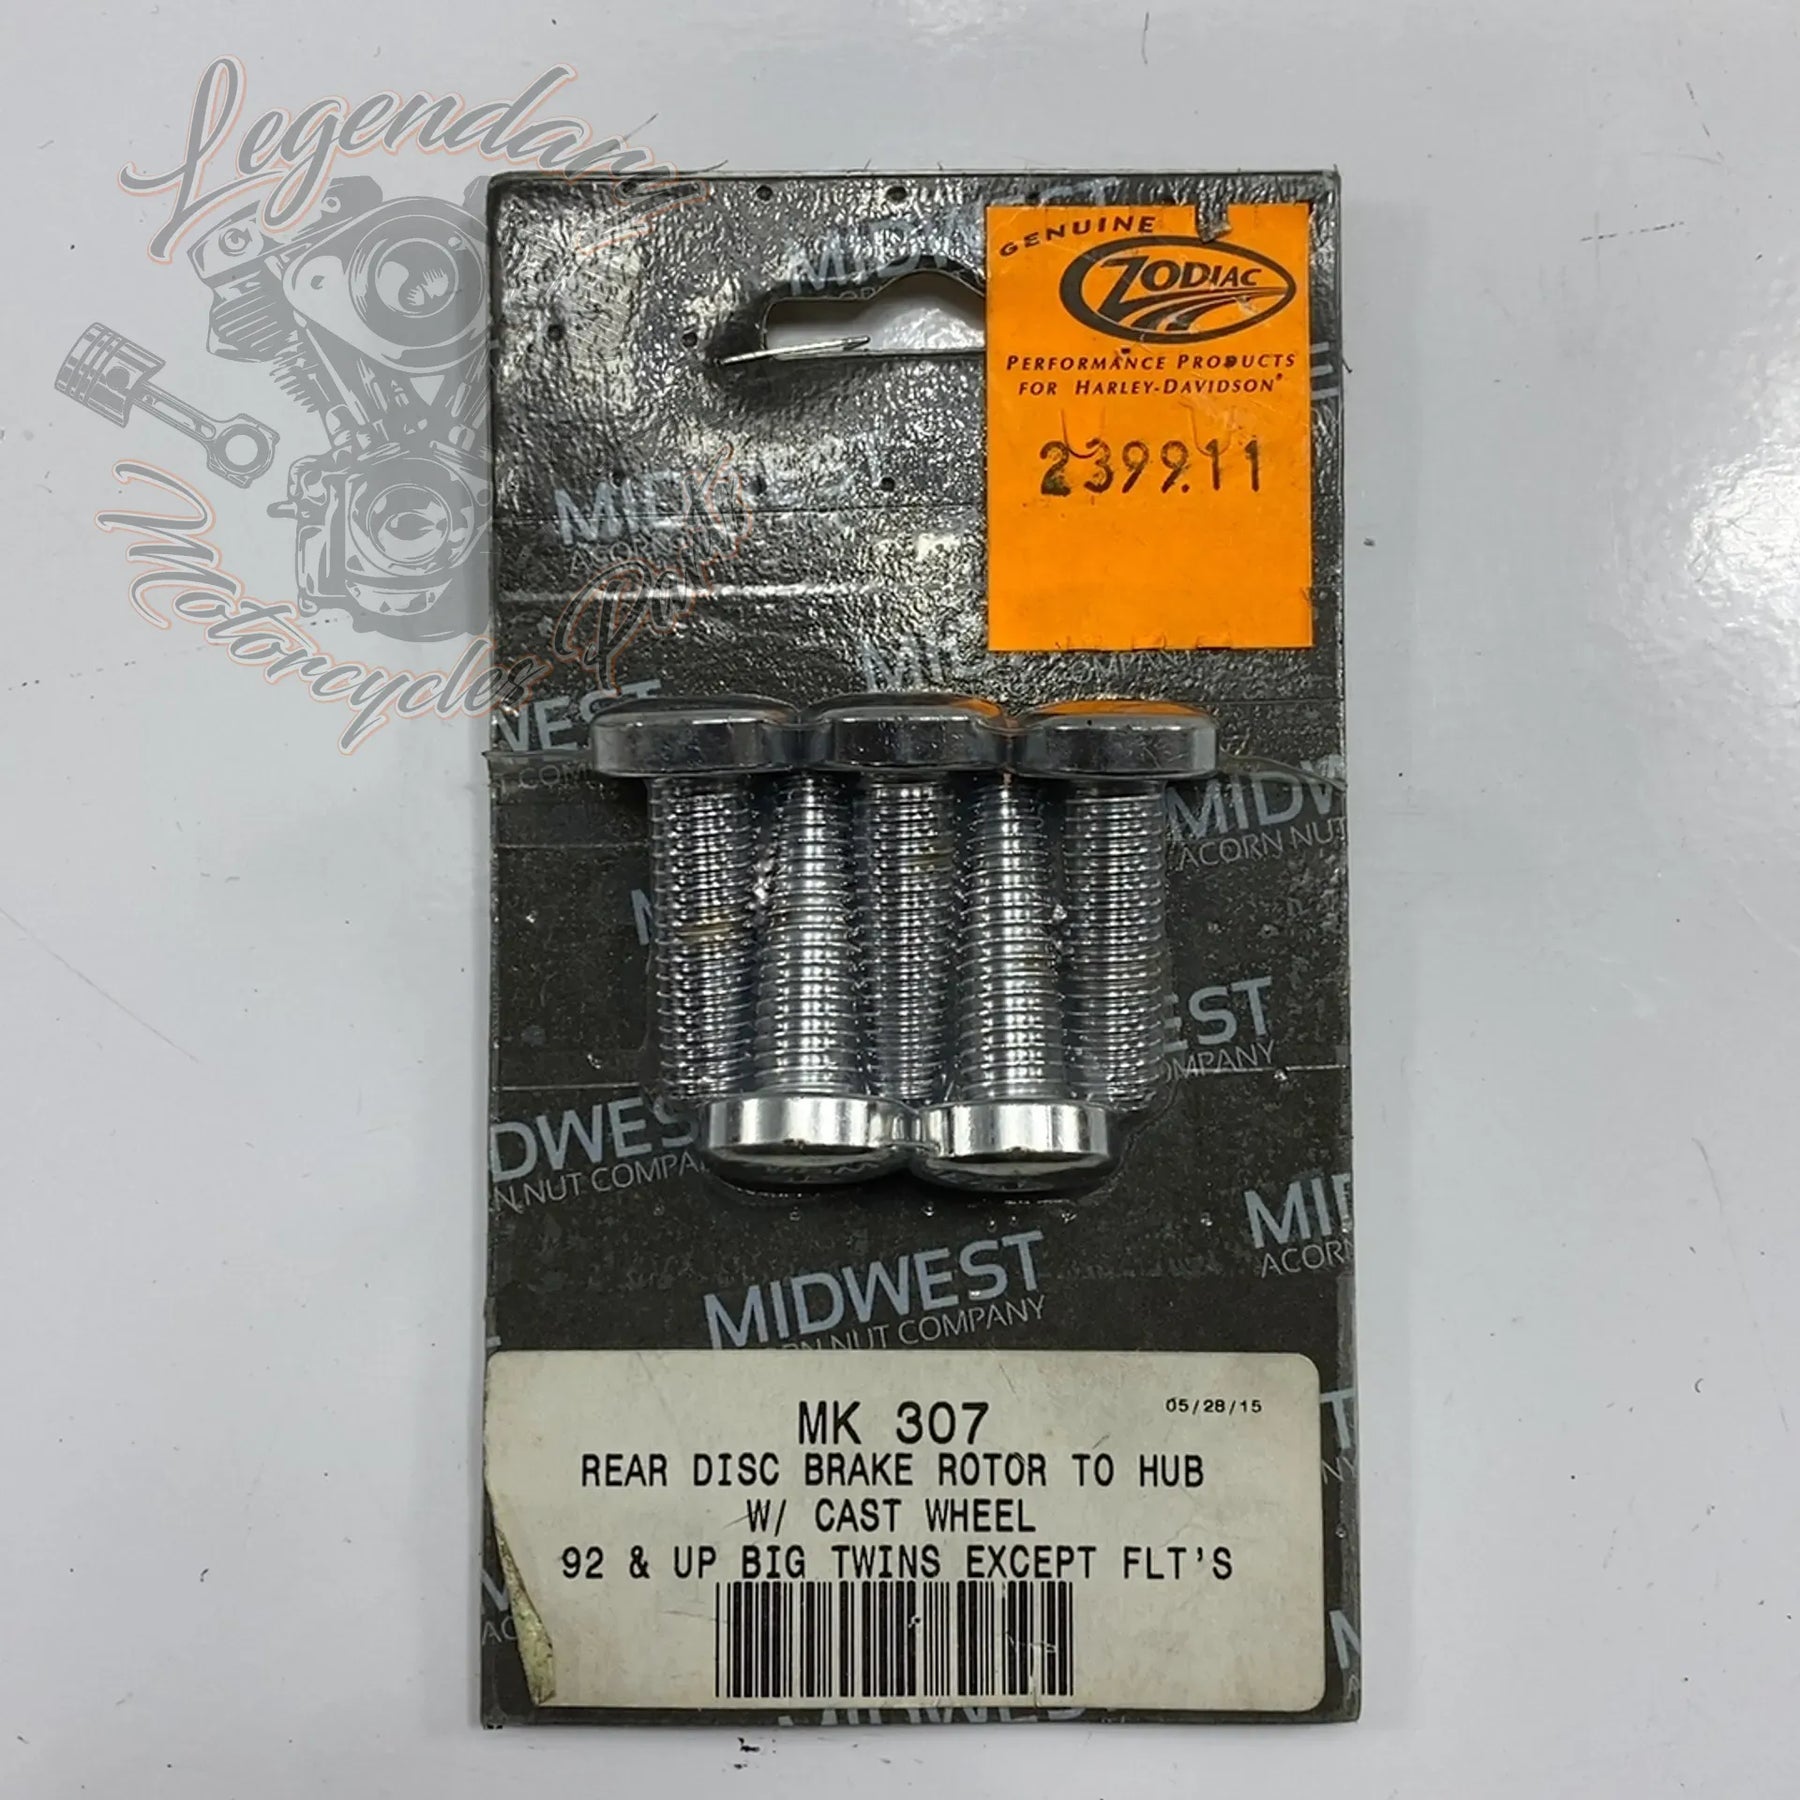 Legendary
Motorcycles Parts
GENUINE
ZODIAC
PERFORMANCE PRODUCTS
FOR HARLEY-DAVIDSON®
239911
MIDWEST
ACORN NUT COMPANY
MK 307
05/28/15
REAR DISC BRAKE ROTOR TO HUB
W/ CAST WHEEL
92 & UP BIG TWINS EXCEPT FLT'S